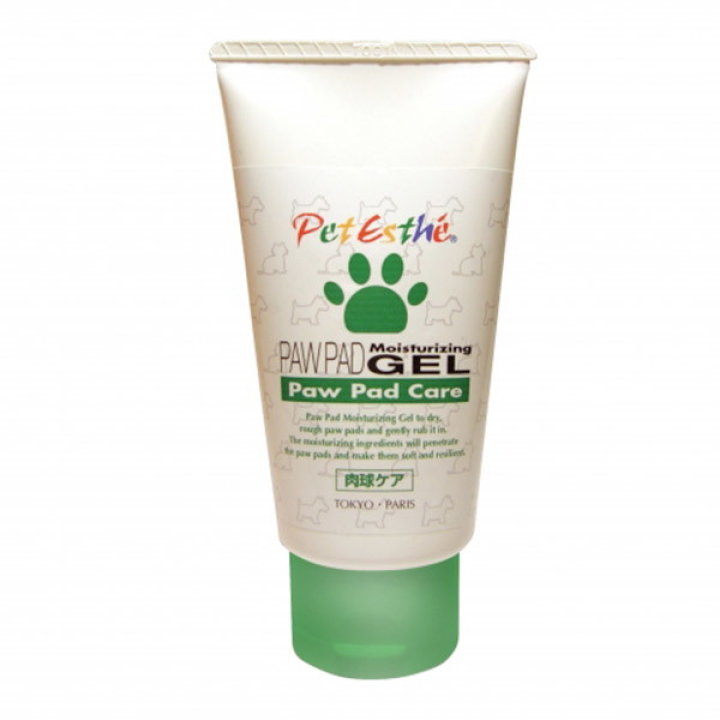 Pet Esthé®
PAW PAD Moisturizing GEL
Paw Pad Care
Paw Pad Moisturizing Gel to dry,
rough paw pads and gently rub it in.
The moisturizing ingredients will penetrate
the paw pads and make them soft and resilient.
肉球ケア
TOKYO・PARIS